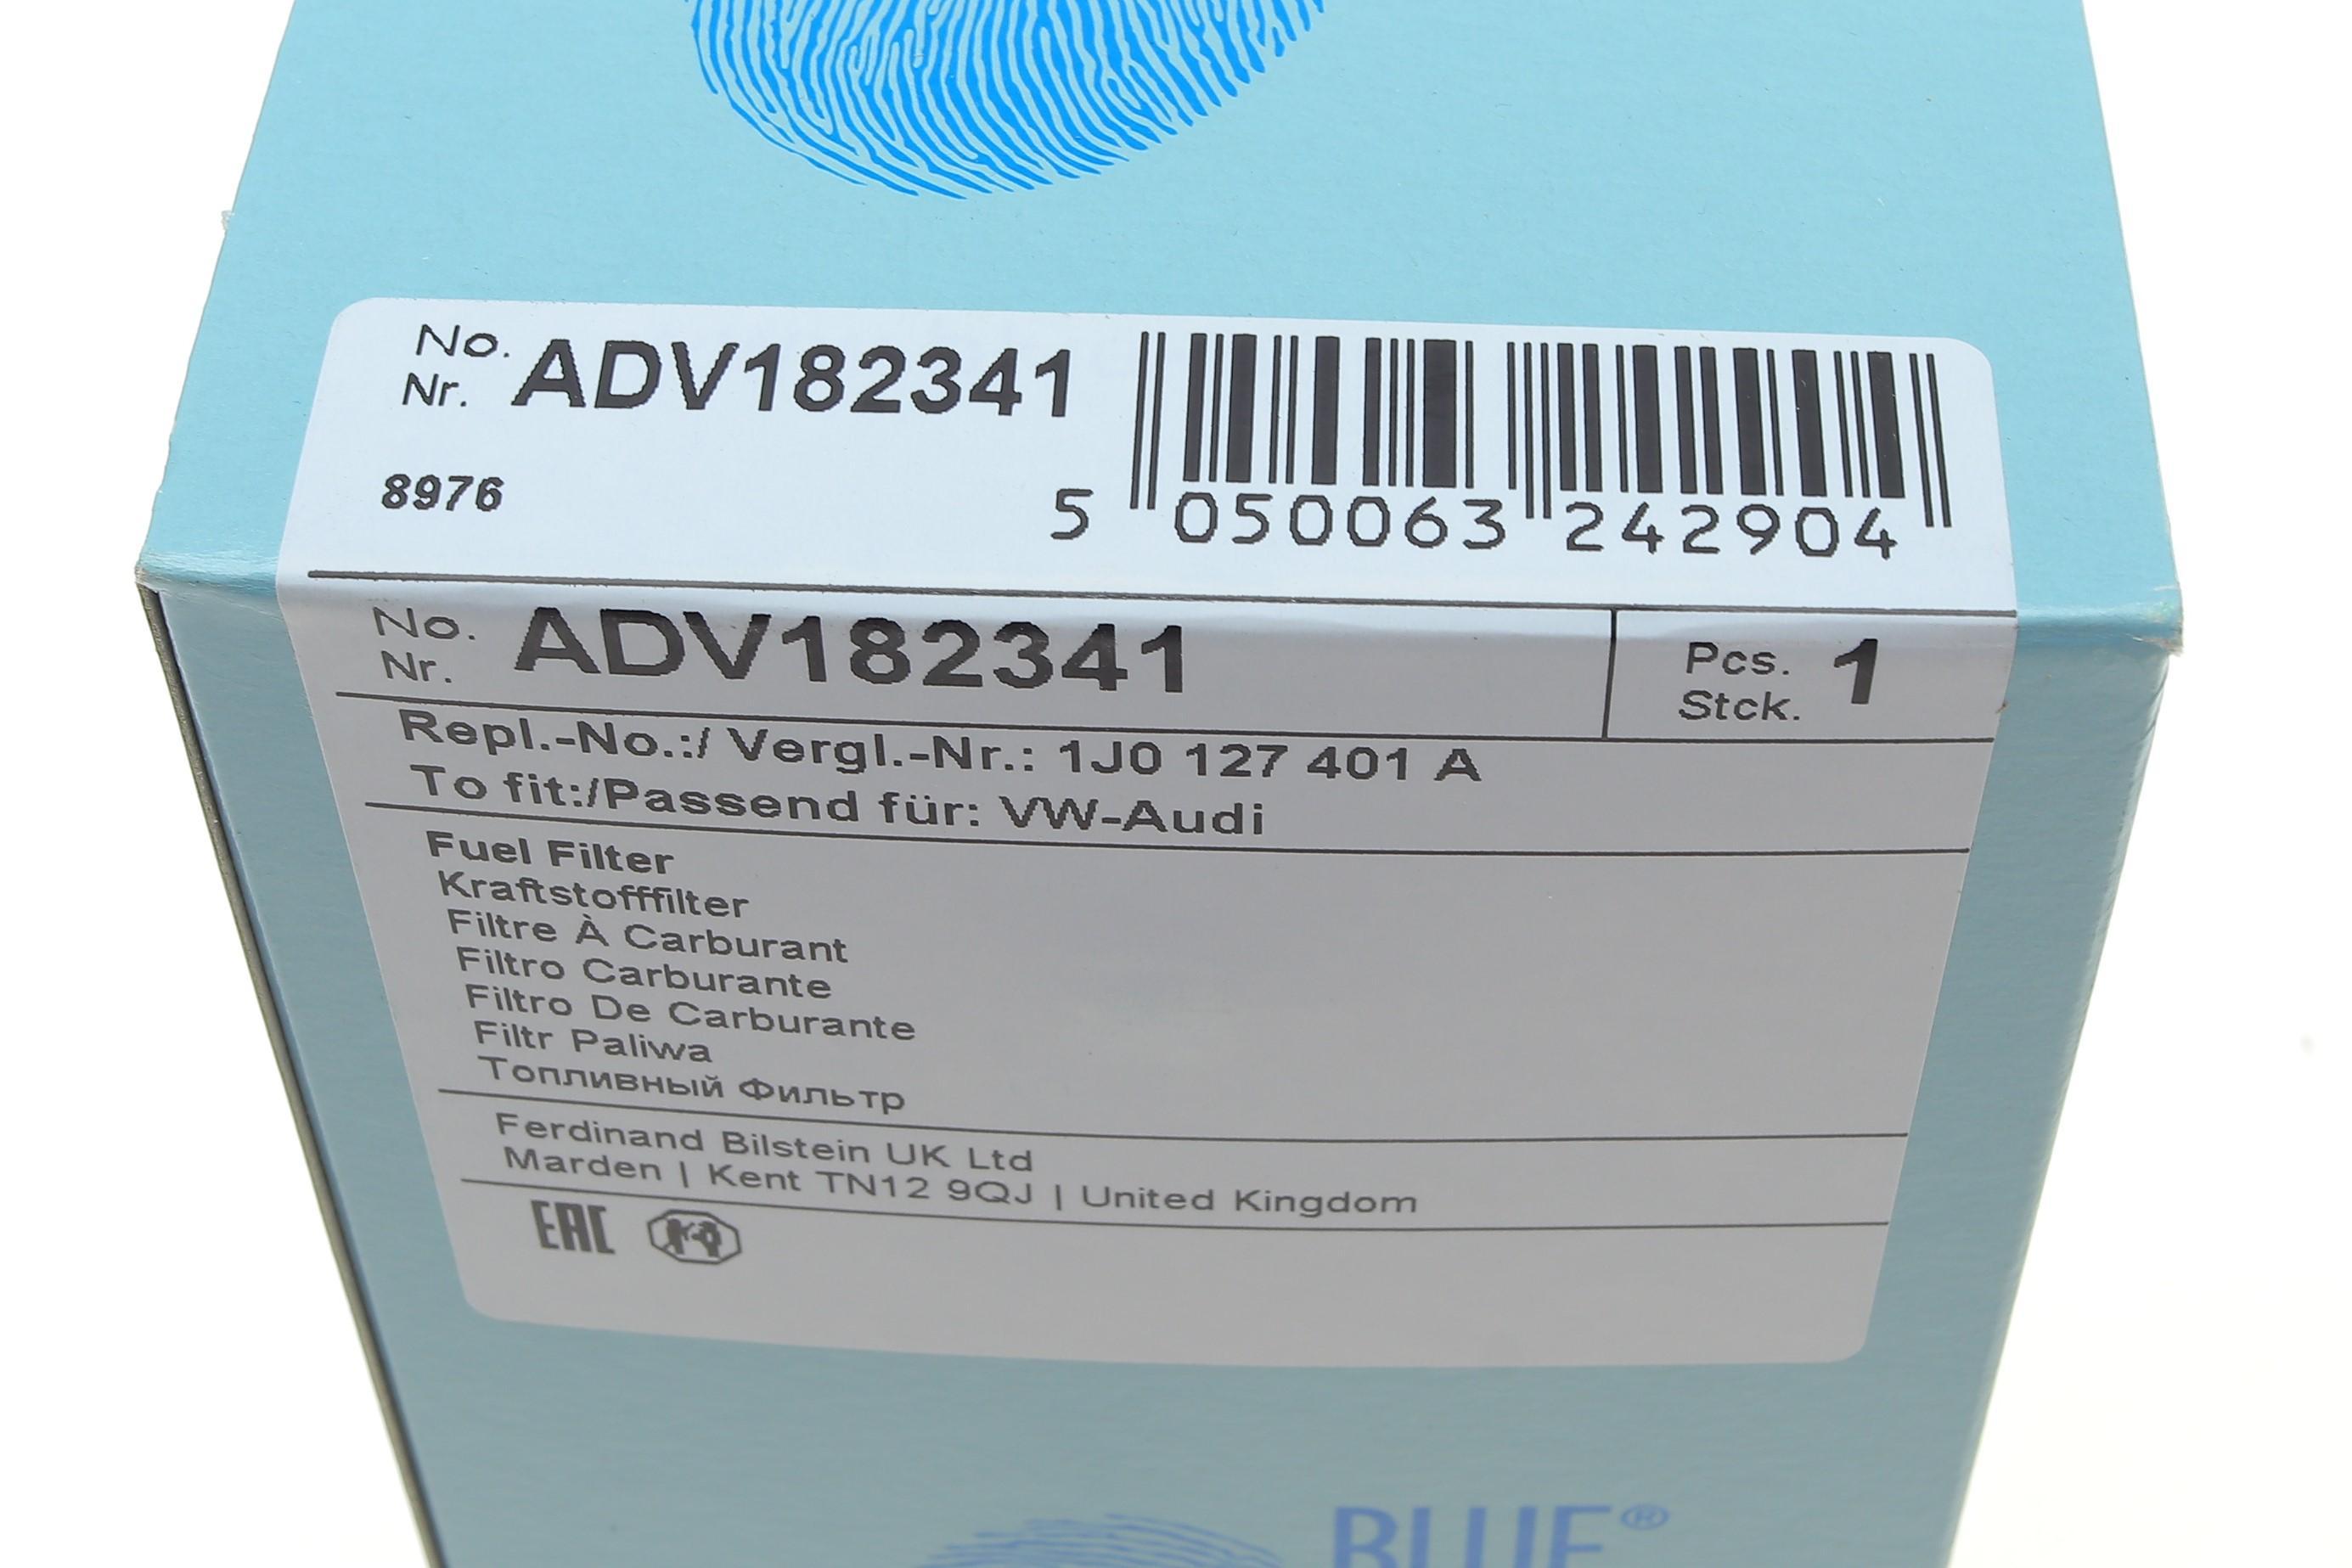 No.
Nr. ADV182341
8976
5 050063 242904
No.
Nr. ADV182341
Pcs.
Stck. 1
Repl.-No.:/ Vergl.-Nr.: 1J0 127 401 A
To fit:/Passend für: VW-Audi
Fuel Filter
Kraftstofffilter
Filtre À Carburant
Filtro Carburante
Filtro De Carburante
Filtr Paliwa
Топливный Фильтр
Ferdinand Bilstein UK Ltd
Marden | Kent TN12 9QJ | United Kingdom
EAC
BLUE®